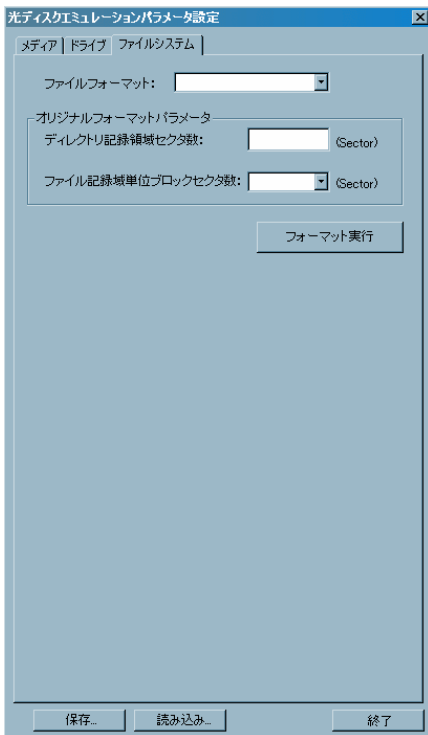 光ディスクエミュレーションパラメータ設定
メディア ドライブ ファイルシステム
ファイルフォーマット:
オリジナルフォーマットパラメータ
ディレクトリ記録領域セクタ数: (Sector)
ファイル記録域単位ブロックセクタ数: (Sector)
フォーマット実行
保存... 読み込み... 終了